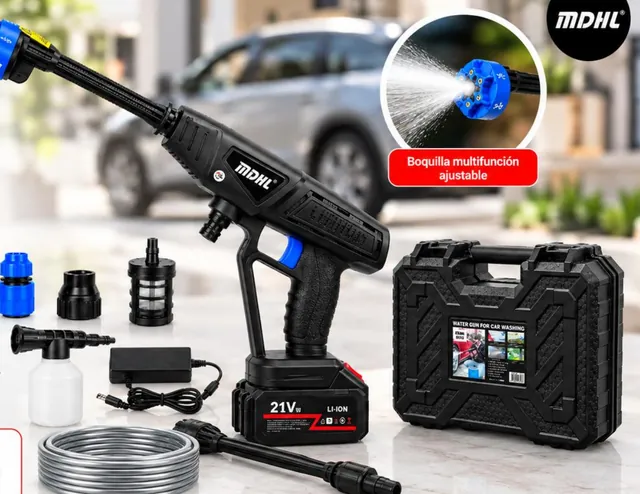 MDHL
Boquilla multifunción
ajustable
MDHL
WATER GUN FOR CAR WASHING
21V
LI-ION